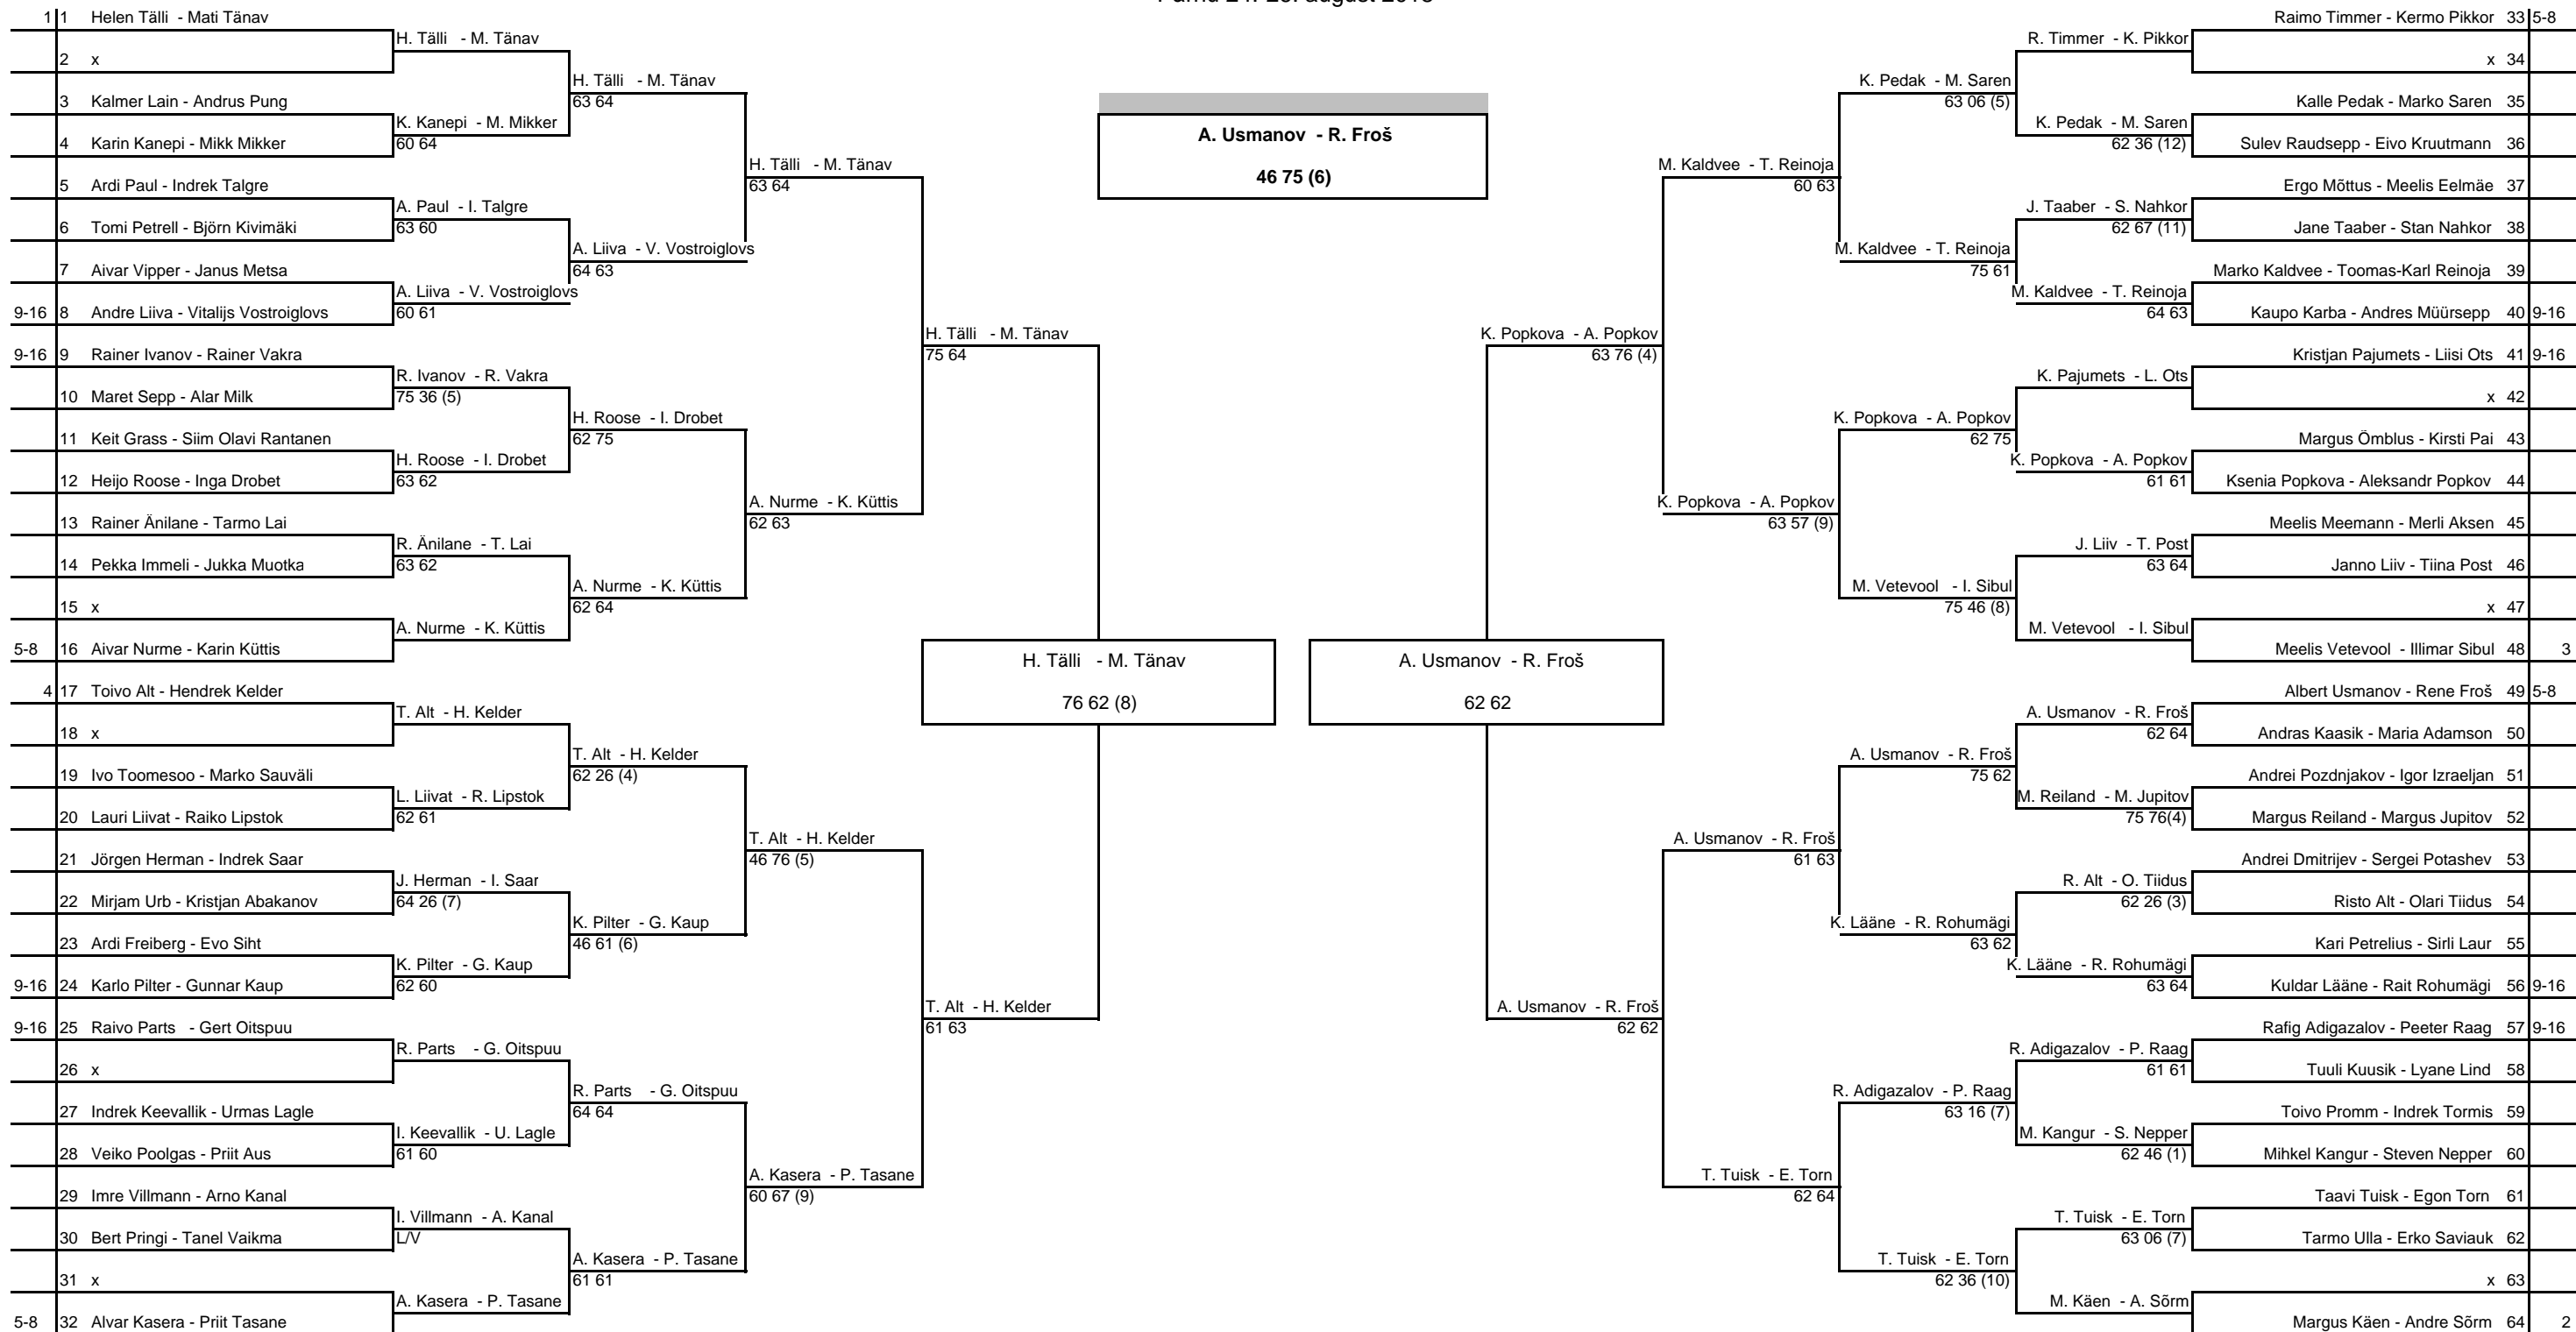 1 1 Helen Tälli - Mati Tänav
2 x
3 Kalmer Lain - Andrus Pung
4 Karin Kanepi - Mikk Mikker
5 Ardi Paul - Indrek Talgre
6 Tomi Petrell - Björn Kivimäki
7 Aivar Vipper - Janus Metsa
9-16 8 Andre Liiva - Vitalijs Vostroiglovs
9-16 9 Rainer Ivanov - Rainer Vakra
10 Maret Sepp - Alar Milk
11 Keit Grass - Siim Olavi Rantanen
12 Heijo Roose - Inga Drobet
13 Rainer Änilane - Tarmo Lai
14 Pekka Immeli - Jukka Muotka
15 x
5-8 16 Aivar Nurme - Karin Küttis
4 17 Toivo Alt - Hendrek Kelder
18 x
19 Ivo Toomesoo - Marko Sauväli
20 Lauri Liivat - Raiko Lipstok
21 Jörgen Herman - Indrek Saar
22 Mirjam Urb - Kristjan Abakanov
23 Ardi Freiberg - Evo Siht
9-16 24 Karlo Pilter - Gunnar Kaup
9-16 25 Raivo Parts - Gert Oitspuu
26 x
27 Indrek Keevallik - Urmas Lagle
28 Veiko Poolgas - Priit Aus
29 Imre Villmann - Arno Kanal
30 Bert Pringi - Tanel Vaikma
31 x
5-8 32 Alvar Kasera - Priit Tasane
H. Tälli - M. Tänav
K. Kanepi - M. Mikker
60 64
A. Paul - I. Talgre
63 60
A. Liiva - V. Vostroiglovs
60 61
R. Ivanov - R. Vakra
75 36 (5)
H. Roose - I. Drobet
63 62
R. Änilane - T. Lai
63 62
A. Nurme - K. Küttis
T. Alt - H. Kelder
L. Liivat - R. Lipstok
62 61
J. Herman - I. Saar
64 26 (7)
K. Pilter - G. Kaup
62 60
R. Parts - G. Oitspuu
I. Keevallik - U. Lagle
61 60
I. Villmann - A. Kanal
L/V
A. Kasera - P. Tasane
H. Tälli - M. Tänav
63 64
A. Liiva - V. Vostroiglovs
64 63
H. Roose - I. Drobet
62 75
A. Nurme - K. Küttis
62 64
T. Alt - H. Kelder
62 26 (4)
K. Pilter - G. Kaup
46 61 (6)
R. Parts - G. Oitspuu
64 64
A. Kasera - P. Tasane
61 61
H. Tälli - M. Tänav
63 64
A. Nurme - K. Küttis
62 63
T. Alt - H. Kelder
46 76 (5)
A. Kasera - P. Tasane
60 67 (9)
H. Tälli - M. Tänav
75 64
T. Alt - H. Kelder
61 63
H. Tälli - M. Tänav
76 62 (8)
A. Usmanov - R. Froš
46 75 (6)
A. Usmanov - R. Froš
62 62
K. Popkova - A. Popkov
63 76 (4)
A. Usmanov - R. Froš
62 62
M. Kaldvee - T. Reinoja
60 63
K. Popkova - A. Popkov
63 57 (9)
A. Usmanov - R. Froš
61 63
T. Tuisk - E. Torn
62 64
K. Pedak - M. Saren
63 06 (5)
M. Kaldvee - T. Reinoja
75 61
K. Popkova - A. Popkov
62 75
M. Vetevool - I. Sibul
75 46 (8)
A. Usmanov - R. Froš
75 62
K. Lääne - R. Rohumägi
63 62
R. Adigazalov - P. Raag
63 16 (7)
T. Tuisk - E. Torn
62 36 (10)
R. Timmer - K. Pikkor
K. Pedak - M. Saren
62 36 (12)
J. Taaber - S. Nahkor
62 67 (11)
M. Kaldvee - T. Reinoja
64 63
K. Pajumets - L. Ots
K. Popkova - A. Popkov
61 61
J. Liiv - T. Post
63 64
M. Vetevool - I. Sibul
A. Usmanov - R. Froš
62 64
M. Reiland - M. Jupitov
75 76(4)
R. Alt - O. Tiidus
62 26 (3)
K. Lääne - R. Rohumägi
63 64
R. Adigazalov - P. Raag
61 61
M. Kangur - S. Nepper
62 46 (1)
T. Tuisk - E. Torn
63 06 (7)
M. Käen - A. Sõrm
Raimo Timmer - Kermo Pikkor 33 5-8
x 34
Kalle Pedak - Marko Saren 35
Sulev Raudsepp - Eivo Kruutmann 36
Ergo Mõttus - Meelis Eelmäe 37
Jane Taaber - Stan Nahkor 38
Marko Kaldvee - Toomas-Karl Reinoja 39
Kaupo Karba - Andres Müürsepp 40 9-16
Kristjan Pajumets - Liisi Ots 41 9-16
x 42
Margus Õmblus - Kirsti Pai 43
Ksenia Popkova - Aleksandr Popkov 44
Meelis Meemann - Merli Aksen 45
Janno Liiv - Tiina Post 46
x 47
Meelis Vetevool - Illimar Sibul 48 3
Albert Usmanov - Rene Froš 49 5-8
Andras Kaasik - Maria Adamson 50
Andrei Pozdnjakov - Igor Izraeljan 51
Margus Reiland - Margus Jupitov 52
Andrei Dmitrijev - Sergei Potashev 53
Risto Alt - Olari Tiidus 54
Kari Petrelius - Sirli Laur 55
Kuldar Lääne - Rait Rohumägi 56 9-16
Rafig Adigazalov - Peeter Raag 57 9-16
Tuuli Kuusik - Lyane Lind 58
Toivo Promm - Indrek Tormis 59
Mihkel Kangur - Steven Nepper 60
Taavi Tuisk - Egon Torn 61
Tarmo Ulla - Erko Saviauk 62
x 63
Margus Käen - Andre Sõrm 64 2